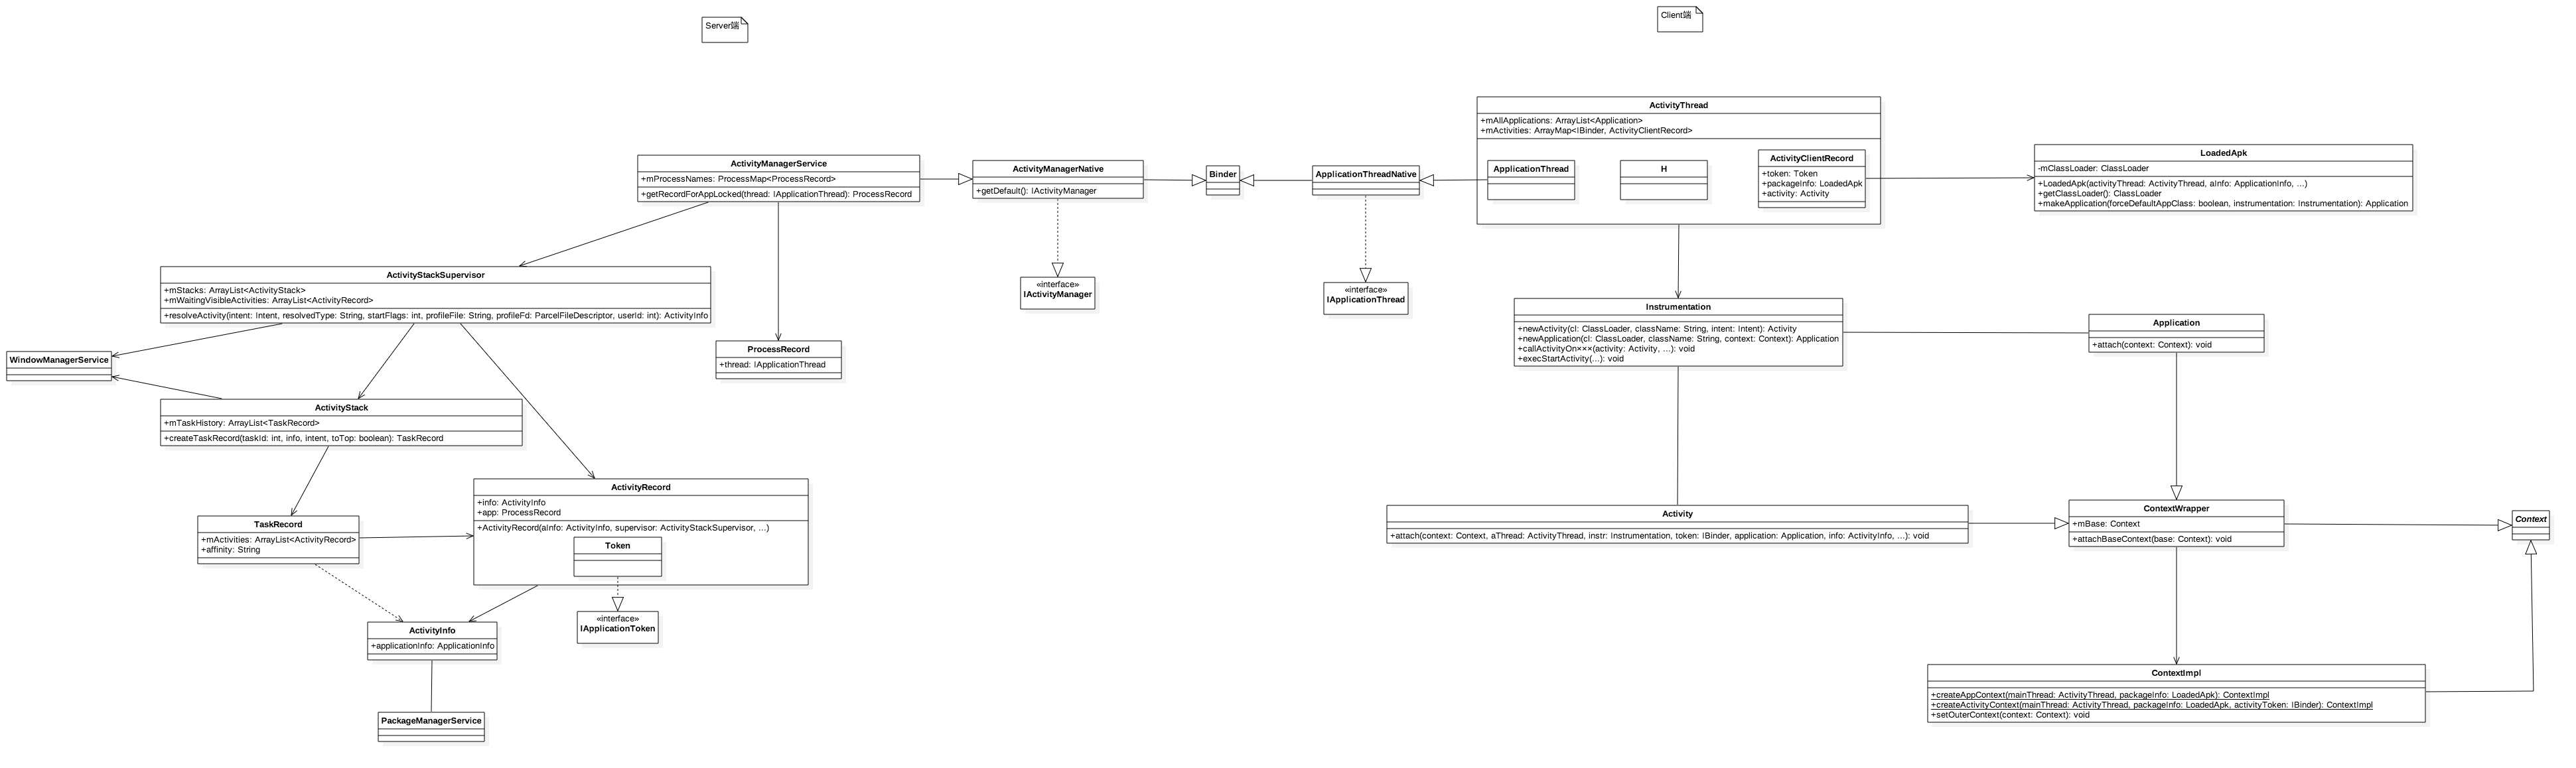 Server端
Client端
ActivityThread
+mAllApplications: ArrayList<Application>
+mActivities: ArrayMap<IBinder, ActivityClientRecord>
ApplicationThread
H
ActivityClientRecord
+token: Token
+packageInfo: LoadedApk
+activity: Activity
LoadedApk
-mClassLoader: ClassLoader
+LoadedApk(activityThread: ActivityThread, aInfo: ApplicationInfo, ...)
+getClassLoader(): ClassLoader
+makeApplication(forceDefaultAppClass: boolean, instrumentation: Instrumentation): Application
ActivityManagerService
+mProcessNames: ProcessMap<ProcessRecord>
+getRecordForAppLocked(thread: IApplicationThread): ProcessRecord
ActivityManagerNative
+getDefault(): IActivityManager
Binder
ApplicationThreadNative
«interface»
IActivityManager
«interface»
IApplicationThread
ActivityStackSupervisor
+mStacks: ArrayList<ActivityStack>
+mWaitingVisibleActivities: ArrayList<ActivityRecord>
+resolveActivity(intent: Intent, resolvedType: String, startFlags: int, profileFile: String, profileFd: ParcelFileDescriptor, userId: int): ActivityInfo
Instrumentation
+newActivity(cl: ClassLoader, className: String, intent: Intent): Activity
+newApplication(cl: ClassLoader, className: String, context: Context): Application
+callActivityOn×××(activity: Activity, ...): void
+execStartActivity(...): void
Application
+attach(context: Context): void
WindowManagerService
ProcessRecord
+thread: IApplicationThread
ActivityStack
+mTaskHistory: ArrayList<TaskRecord>
+createTaskRecord(taskId: int, info, intent, toTop: boolean): TaskRecord
ActivityRecord
+info: ActivityInfo
+app: ProcessRecord
+ActivityRecord(aInfo: ActivityInfo, supervisor: ActivityStackSupervisor, ...)
Token
TaskRecord
+mActivities: ArrayList<ActivityRecord>
+affinity: String
Activity
+attach(context: Context, aThread: ActivityThread, instr: Instrumentation, token: IBinder, application: Application, info: ActivityInfo, ...): void
ContextWrapper
+mBase: Context
+attachBaseContext(base: Context): void
Context
«interface»
IApplicationToken
ActivityInfo
+applicationInfo: ApplicationInfo
ContextImpl
+createAppContext(mainThread: ActivityThread, packageInfo: LoadedApk): ContextImpl
+createActivityContext(mainThread: ActivityThread, packageInfo: LoadedApk, activityToken: IBinder): ContextImpl
+setOuterContext(context: Context): void
PackageManagerService